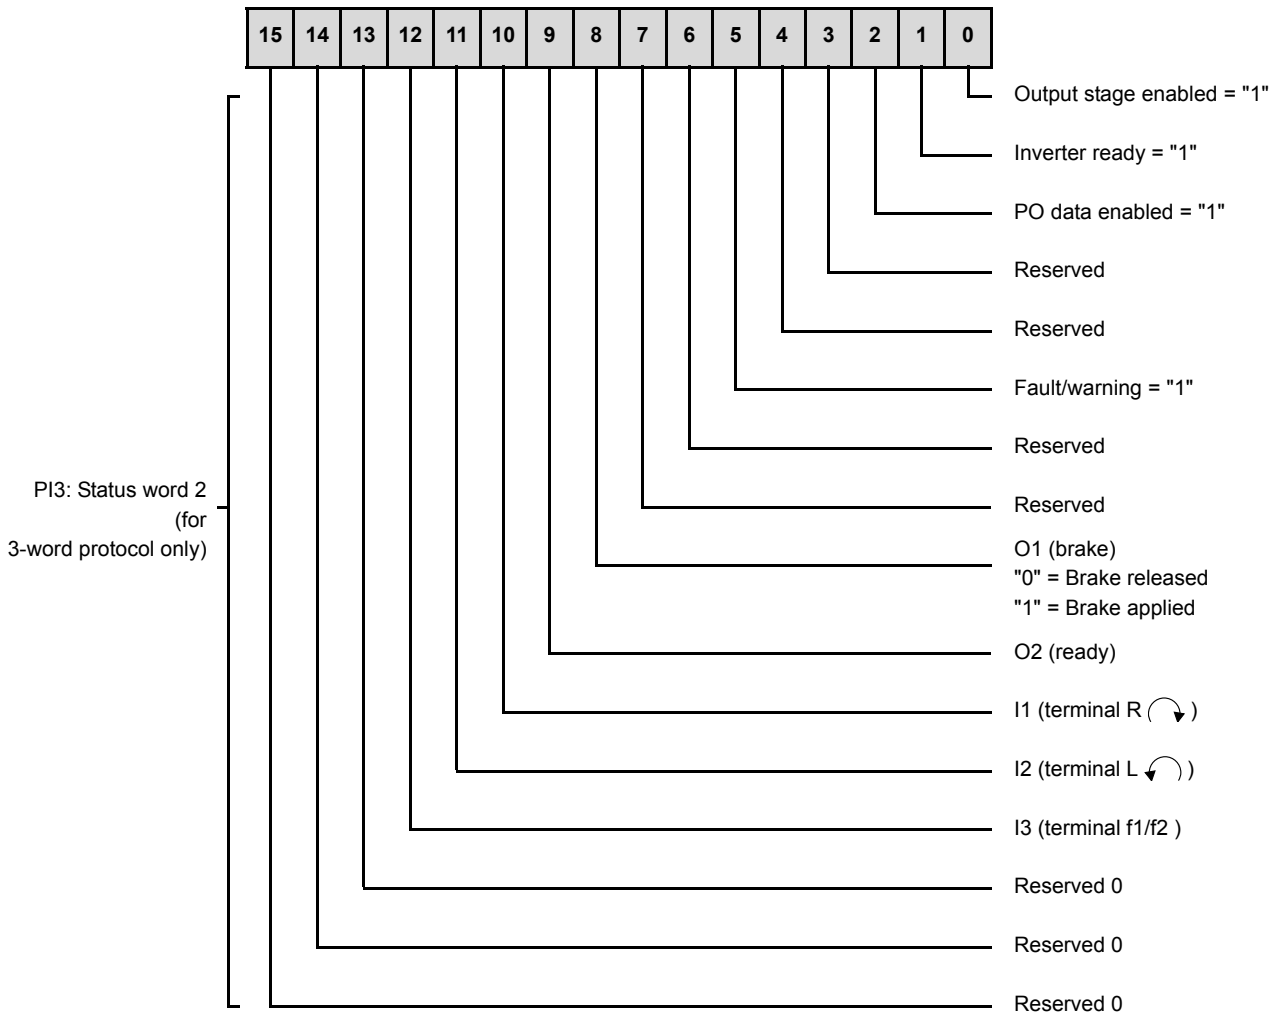 15 14 13 12 11 10 9 8 7 6 5 4 3 2 1 0
Output stage enabled = "1"
Inverter ready = "1"
PO data enabled = "1"
Reserved
Reserved
Fault/warning = "1"
Reserved
PI3: Status word 2
(for
3-word protocol only)
Reserved
O1 (brake)
"0" = Brake released
"1" = Brake applied
O2 (ready)
I1 (terminal R )
I2 (terminal L )
I3 (terminal f1/f2 )
Reserved 0
Reserved 0
Reserved 0